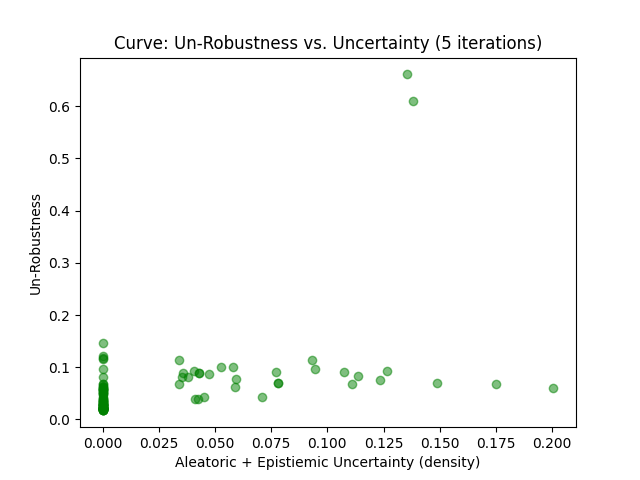 Curve: Un-Robustness vs. Uncertainty (5 iterations)
0.6
0.5
0.4
0.3
0.2
0.1
0.0
Un-Robustness
0.000 0.025 0.050 0.075 0.100 0.125 0.150 0.175 0.200
Aleatoric + Epistiemic Uncertainty (density)